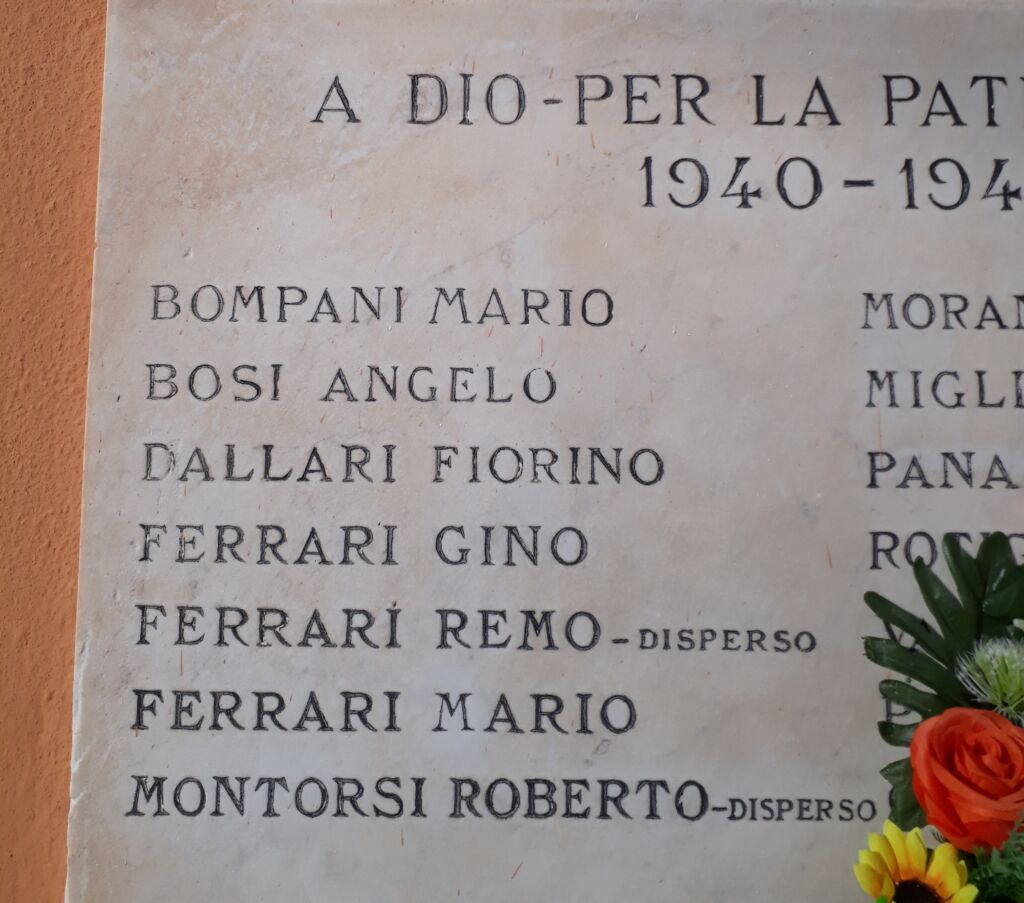 A DIO - PER LA PAT
1940 - 194
BOMPANI MARIO
BOSI ANGELO
DALLARI FIORINO
FERRARI GINO
FERRARI REMO - DISPERSO
FERRARI MARIO
MONTORSI ROBERTO - DISPERSO
MORAN
MIGLI
PANA